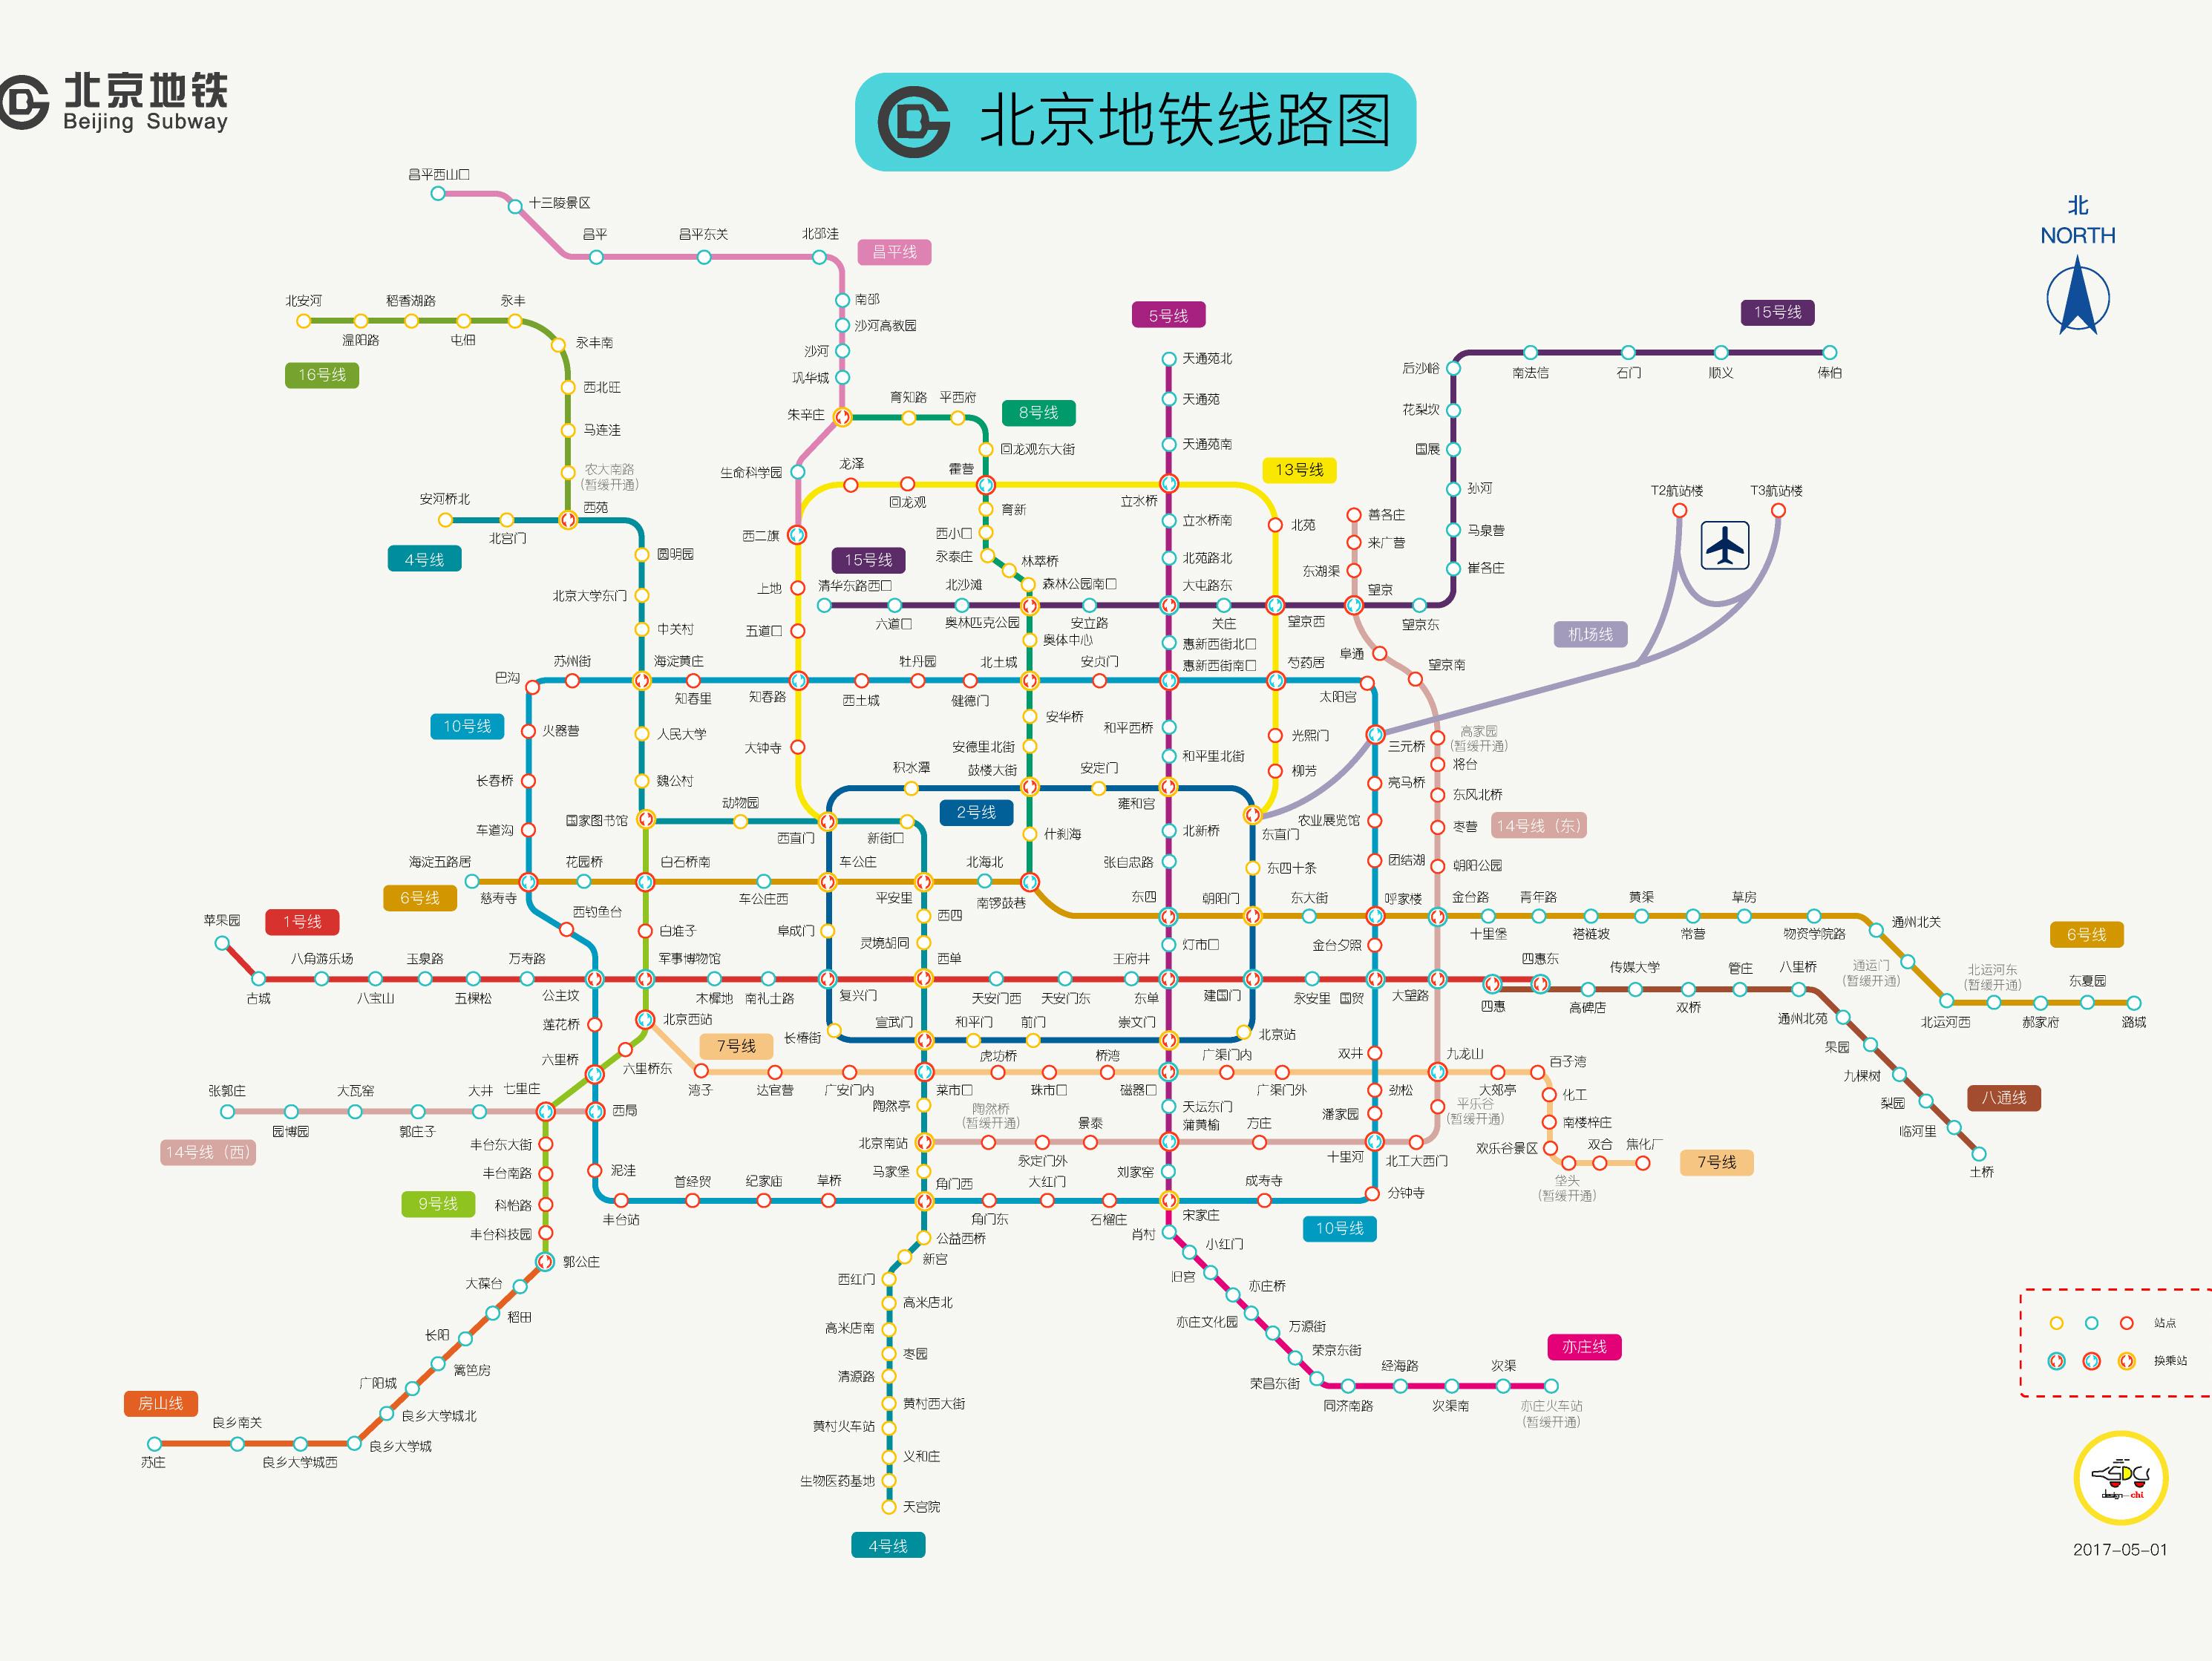 北京地铁
Beijing Subway
北京地铁线路图
北
NORTH
昌平西山口
十三陵景区
昌平
昌平东关
北邵洼
昌平线
南邵
沙河高教园
沙河
巩华城
朱辛庄
生命科学园
西二旗
北安河
稻香湖路
永丰
温阳路
屯佃
永丰南
16号线
西北旺
马连洼
农大南路
(暂缓开通)
西苑
安河桥北
北宫门
4号线
圆明园
北京大学东门
中关村
海淀黄庄
人民大学
魏公村
国家图书馆
动物园
西直门
新街口
育知路
平西府
8号线
回龙观东大街
霍营
育新
西小口
永泰庄
林萃桥
森林公园南门
奥林匹克公园
奥体中心
北土城
安华桥
安德里北街
鼓楼大街
什刹海
南锣鼓巷
5号线
天通苑北
天通苑
天通苑南
立水桥
立水桥南
北苑路北
大屯路东
惠新西街北口
惠新西街南口
和平西桥
和平里北街
雍和宫
北新桥
张自忠路
东四
灯市口
东单
崇文门
磁器口
天坛东门
蒲黄榆
刘家窑
宋家庄
龙泽
回龙观
13号线
北苑
望京西
芍药居
光熙门
柳芳
东直门
上地
五道口
知春路
大钟寺
15号线
后沙峪
南法信
石门
顺义
俸伯
花梨坎
国展
孙河
马泉营
崔各庄
望京东
15号线
清华东路西口
六道口
北沙滩
安立路
关庄
望京
善各庄
来广营
东湖渠
阜通
望京南
高家园
(暂缓开通)
将台
东风北桥
枣营
14号线（东）
朝阳公园
T2航站楼
T3航站楼
机场线
三元桥
巴沟
苏州街
知春里
西土城
牡丹园
健德门
安贞门
太阳宫
10号线
火器营
长春桥
车道沟
慈寿寺
西钓鱼台
公主坟
莲花桥
六里桥
西局
泥洼
丰台站
首经贸
纪家庙
草桥
角门西
角门东
大红门
石榴庄
成寿寺
分钟寺
10号线
十里河
潘家园
劲松
双井
国贸
金台夕照
呼家楼
团结湖
农业展览馆
亮马桥
积水潭
2号线
安定门
东四十条
朝阳门
建国门
北京站
前门
和平门
宣武门
长椿街
复兴门
阜成门
车公庄
海淀五路居
6号线
花园桥
白石桥南
车公庄西
平安里
北海北
东大街
金台路
十里堡
青年路
褡裢坡
黄渠
常营
草房
物资学院路
通州北关
通运门
(暂缓开通)
北运河西
北运河东
(暂缓开通)
郝家府
东夏园
潞城
6号线
苹果园
1号线
古城
八角游乐场
八宝山
玉泉路
五棵松
万寿路
军事博物馆
木樨地
南礼士路
西单
天安门西
天安门东
王府井
永安里
大望路
四惠
四惠东
高碑店
传媒大学
双桥
管庄
八里桥
通州北苑
果园
九棵树
梨园
临河里
土桥
八通线
西四
灵境胡同
菜市口
陶然亭
北京南站
马家堡
公益西桥
新宫
西红门
高米店北
高米店南
枣园
清源路
黄村西大街
黄村火车站
义和庄
生物医药基地
天宫院
4号线
白堆子
北京西站
六里桥东
七里庄
丰台东大街
丰台南路
科怡路
9号线
丰台科技园
郭公庄
7号线
湾子
达官营
广安门内
虎坊桥
珠市口
桥湾
广渠门内
广渠门外
九龙山
大郊亭
百子湾
化工
南楼梓庄
欢乐谷景区
垡头
(暂缓开通)
双合
焦化厂
7号线
张郭庄
园博园
大瓦窑
郭庄子
大井
14号线（西）
陶然桥
(暂缓开通)
永定门外
景泰
方庄
北工大西门
平乐谷
(暂缓开通)
大葆台
稻田
长阳
篱笆房
广阳城
良乡大学城北
良乡大学城
良乡大学城西
良乡南关
苏庄
房山线
肖村
小红门
旧宫
亦庄桥
亦庄文化园
万源街
荣京东街
荣昌东街
同济南路
经海路
次渠南
次渠
亦庄火车站
(暂缓开通)
亦庄线
站点
换乘站
2017-05-01